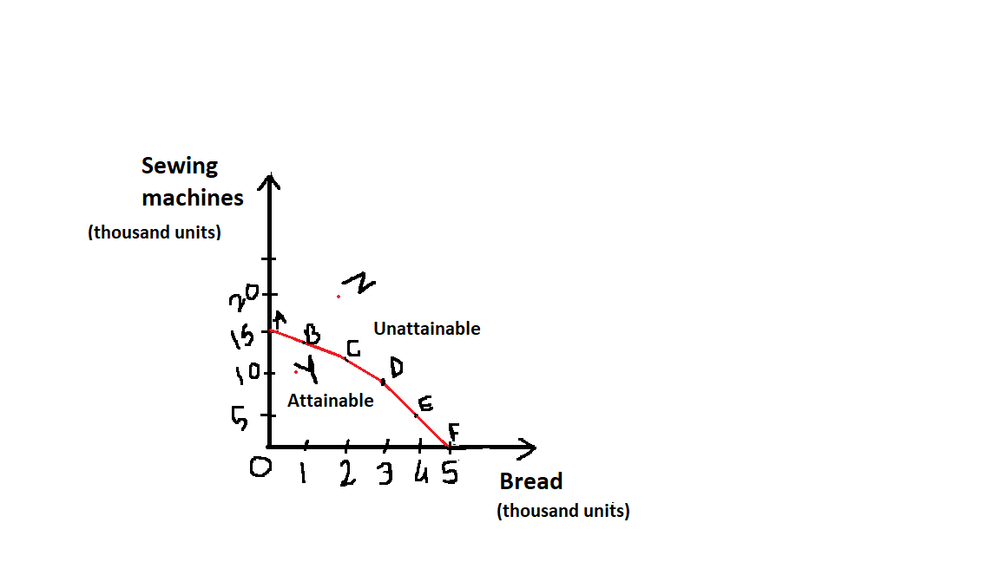 Sewing
machines
(thousand units)
Z
20
A
Unattainable
15
B
C
10
Y
D
Attainable
E
5
F
0 1 2 3 4 5
Bread
(thousand units)